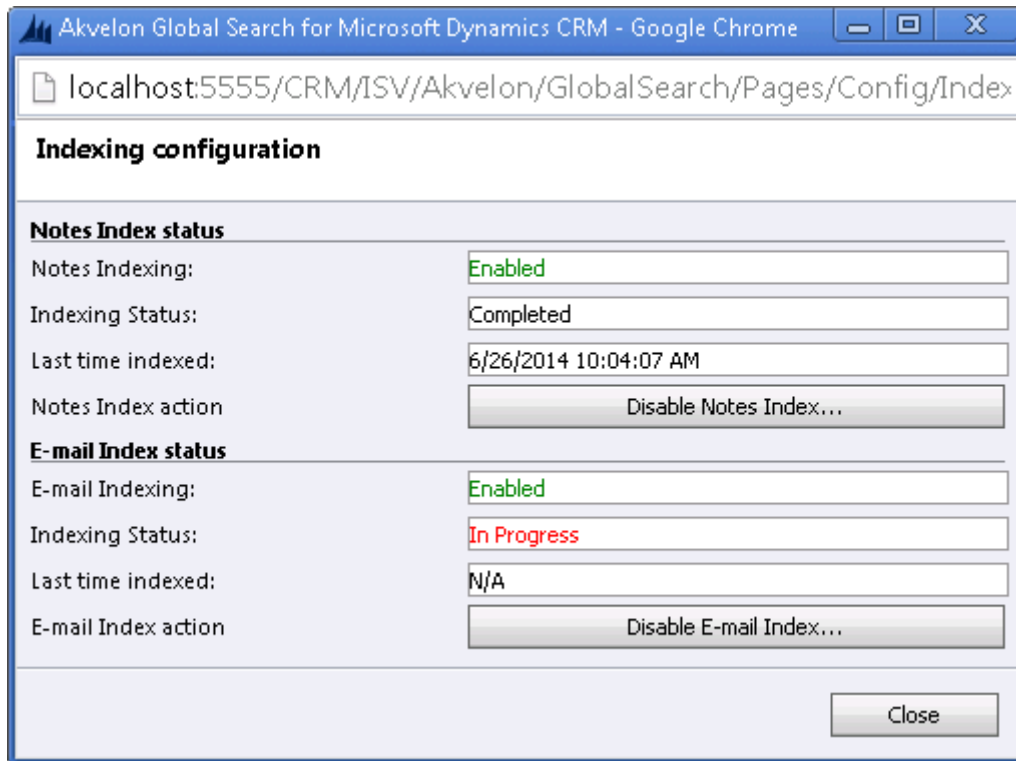 Akvelon Global Search for Microsoft Dynamics CRM - Google Chrome
localhost:5555/CRM/ISV/Akvelon/GlobalSearch/Pages/Config/Index
Indexing configuration
Notes Index status
Notes Indexing: Enabled
Indexing Status: Completed
Last time indexed: 6/26/2014 10:04:07 AM
Notes Index action Disable Notes Index...
E-mail Index status
E-mail Indexing: Enabled
Indexing Status: In Progress
Last time indexed: N/A
E-mail Index action Disable E-mail Index...
Close